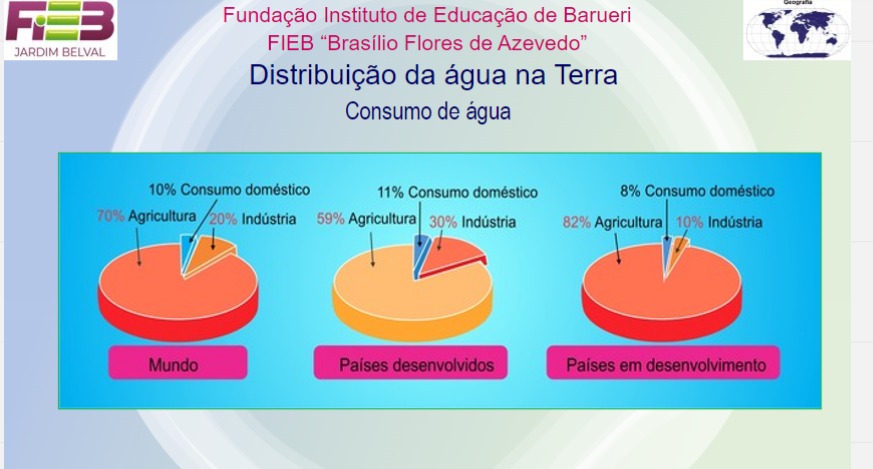 FIEB
JARDIM BELVAL
Fundação Instituto de Educação de Barueri
FIEB “Brasílio Flores de Azevedo”
Geografia
Distribuição da água na Terra
Consumo de água
10% Consumo doméstico
70% Agricultura
20% Indústria
Mundo
11% Consumo doméstico
59% Agricultura
30% Indústria
Países desenvolvidos
8% Consumo doméstico
82% Agricultura
10% Indústria
Países em desenvolvimento